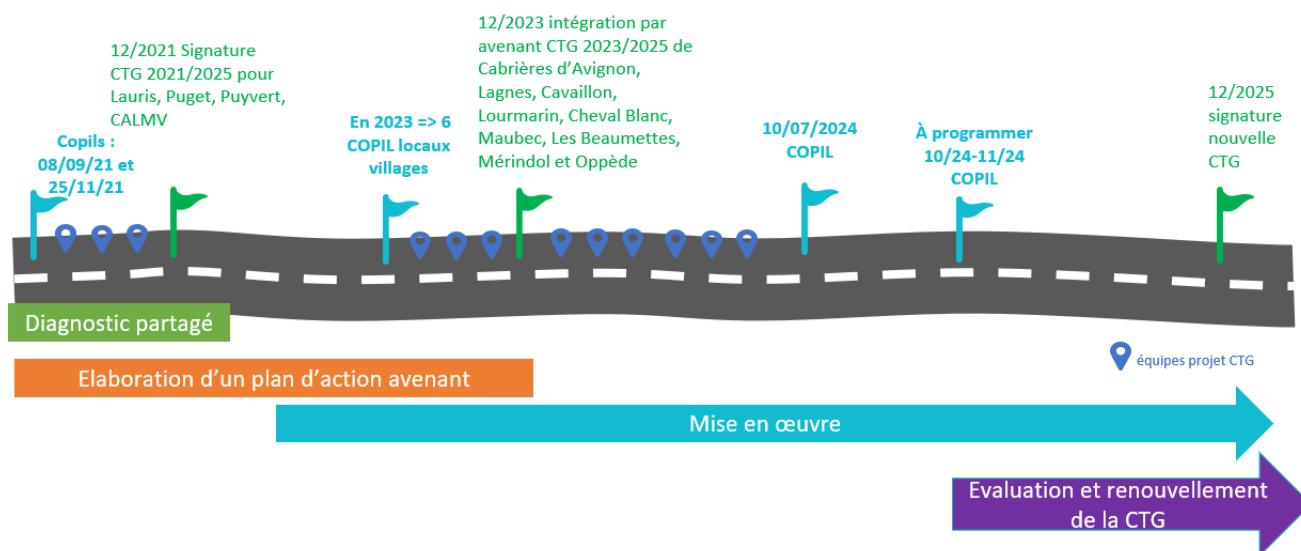 12/2021 Signature
CTG 2021/2025 pour
Lauris, Puget, Puyvert,
CALMV
Copils :
08/09/21 et
25/11/21
En 2023 => 6
COPIL locaux
villages
12/2023 intégration par
avenant CTG 2023/2025 de
Cabrières d'Avignon,
Lagnes, Cavaillon,
Lourmarin, Cheval Blanc,
Maubec, Les Beaumettes,
Mérindol et Oppède
10/07/2024
COPIL
À programmer
10/24-11/24
COPIL
12/2025
signature
nouvelle
CTG
Diagnostic partagé
équipes projet CTG
Elaboration d'un plan d'action avenant
Mise en œuvre
Evaluation et renouvellement
de la CTG